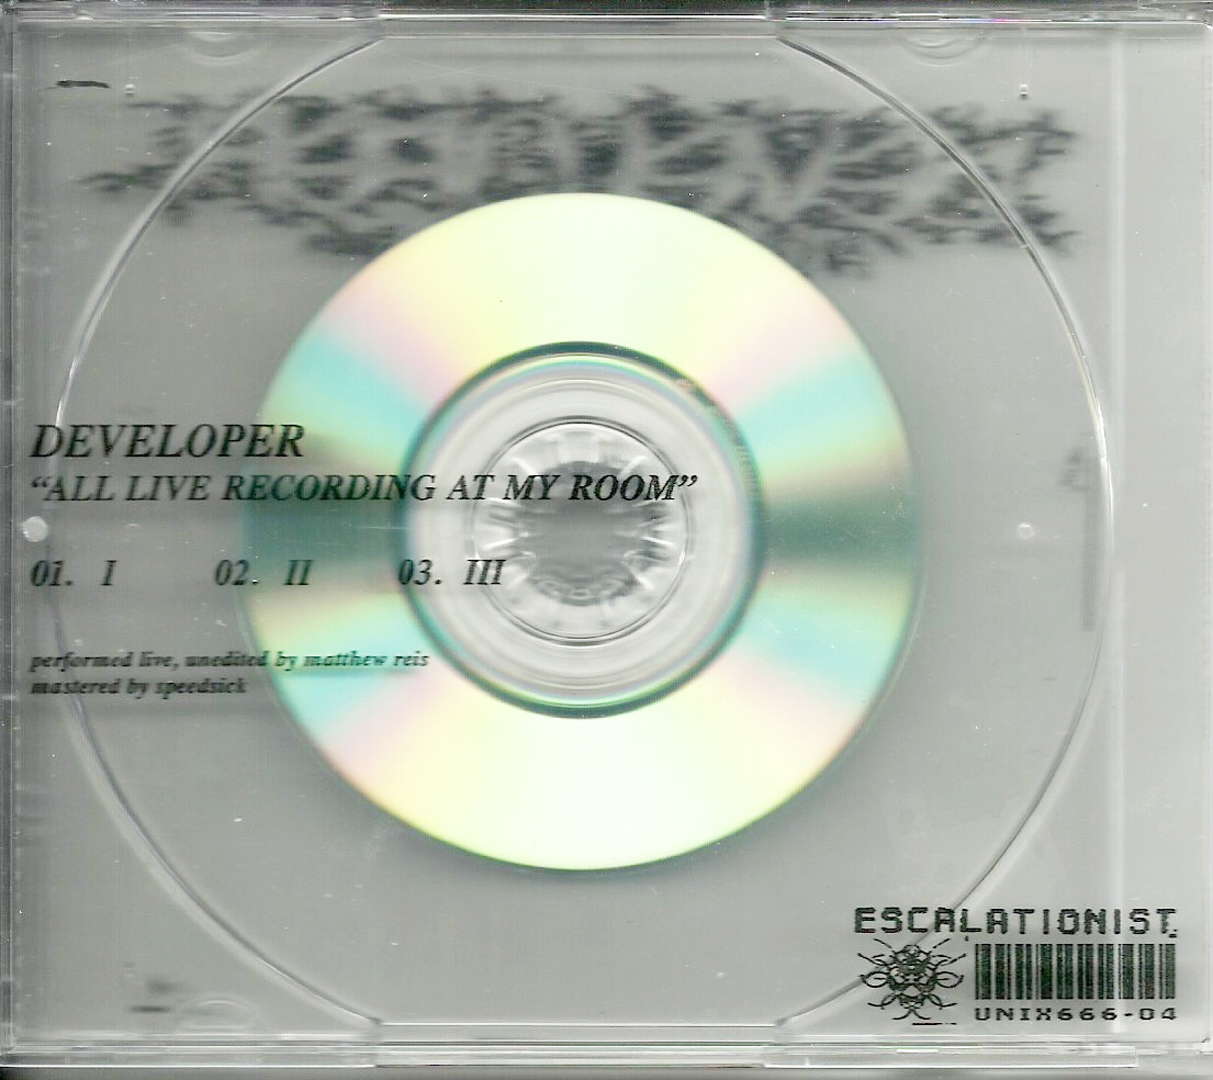 DEVELOPER
“ALL LIVE RECORDING AT MY ROOM”
01. I 02. II 03. III
performed live, unedited by matthew reis
mastered by speedsick
ESCALATIONIST
UNIX666-04